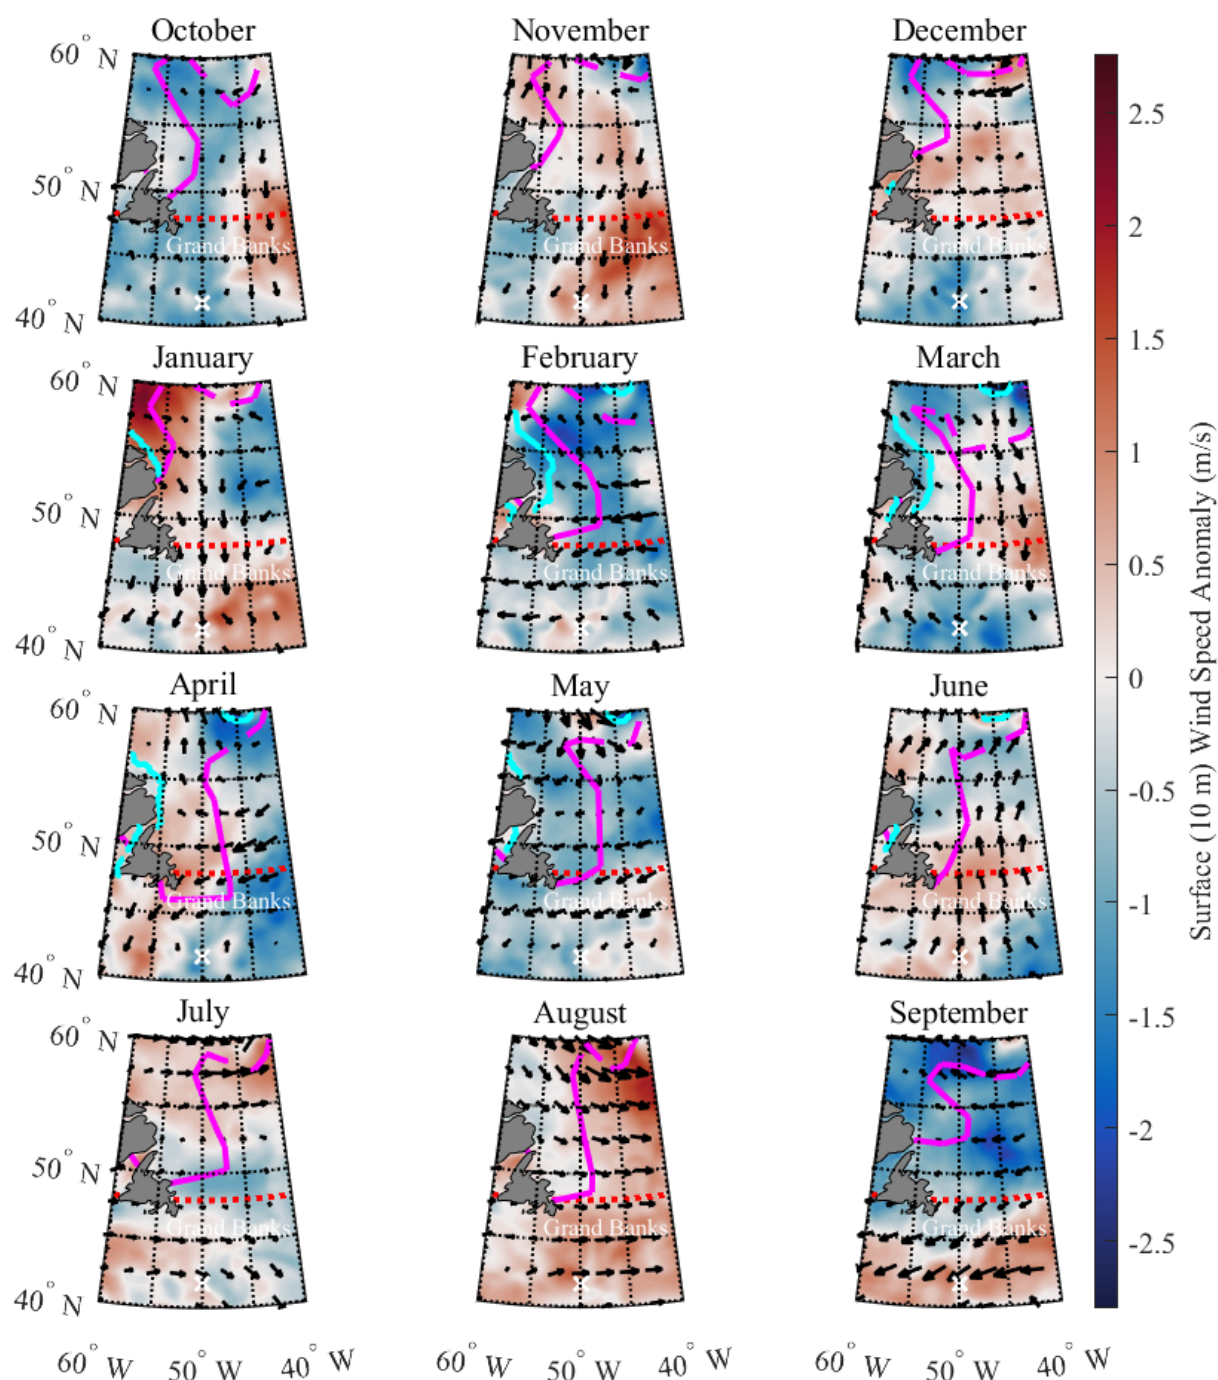 October
November
December
60° N
50° N
40° N
Grand Banks
Grand Banks
Grand Banks
January
February
March
60° N
50° N
40° N
Grand Banks
Grand Banks
Grand Banks
April
May
June
60° N
50° N
40° N
Grand Banks
Grand Banks
Grand Banks
July
August
September
60° N
50° N
40° N
Grand Banks
Grand Banks
Grand Banks
60° W 50° W 40° W
60° W 50° W 40° W
60° W 50° W 40° W
2.5
2
1.5
1
0.5
0
-0.5
-1
-1.5
-2
-2.5
Surface (10 m) Wind Speed Anomaly (m/s)